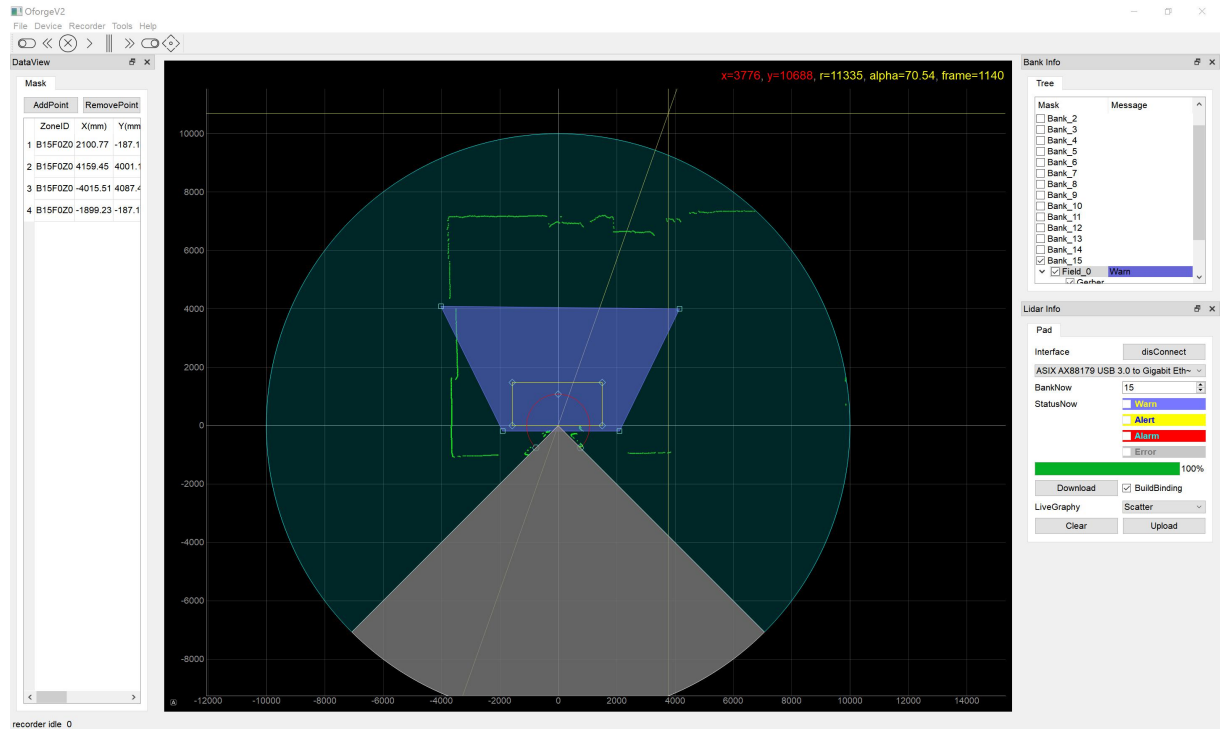 OforgeV2
File Device Recorder Tools Help
DataView
Mask
AddPoint RemovePoint
ZoneID X(mm) Y(mm
1 B15F0Z0 2100.77 -187.1
2 B15F0Z0 4159.45 4001.1
3 B15F0Z0 -4015.51 4087.4
4 B15F0Z0 -1899.23 -187.1
recorder idle 0
x=3776, y=10688, r=11335, alpha=70.54, frame=1140
10000
8000
6000
4000
2000
0
-2000
-4000
-6000
-8000
A -12000 -10000 -8000 -6000 -4000 -2000 0 2000 4000 6000 8000 10000 12000 14000
Bank Info
Tree
Mask Message
Bank_2
Bank_3
Bank_4
Bank_5
Bank_6
Bank_7
Bank_8
Bank_9
Bank_10
Bank_11
Bank_12
Bank_13
Bank_14
Bank_15
Field_0 Warn
Gerber
Lidar Info
Pad
Interface disConnect
ASIX AX88179 USB 3.0 to Gigabit Eth~
BankNow 15
StatusNow Warn
Alert
Alarm
Error
100%
Download BuildBinding
LiveGraphy Scatter
Clear Upload